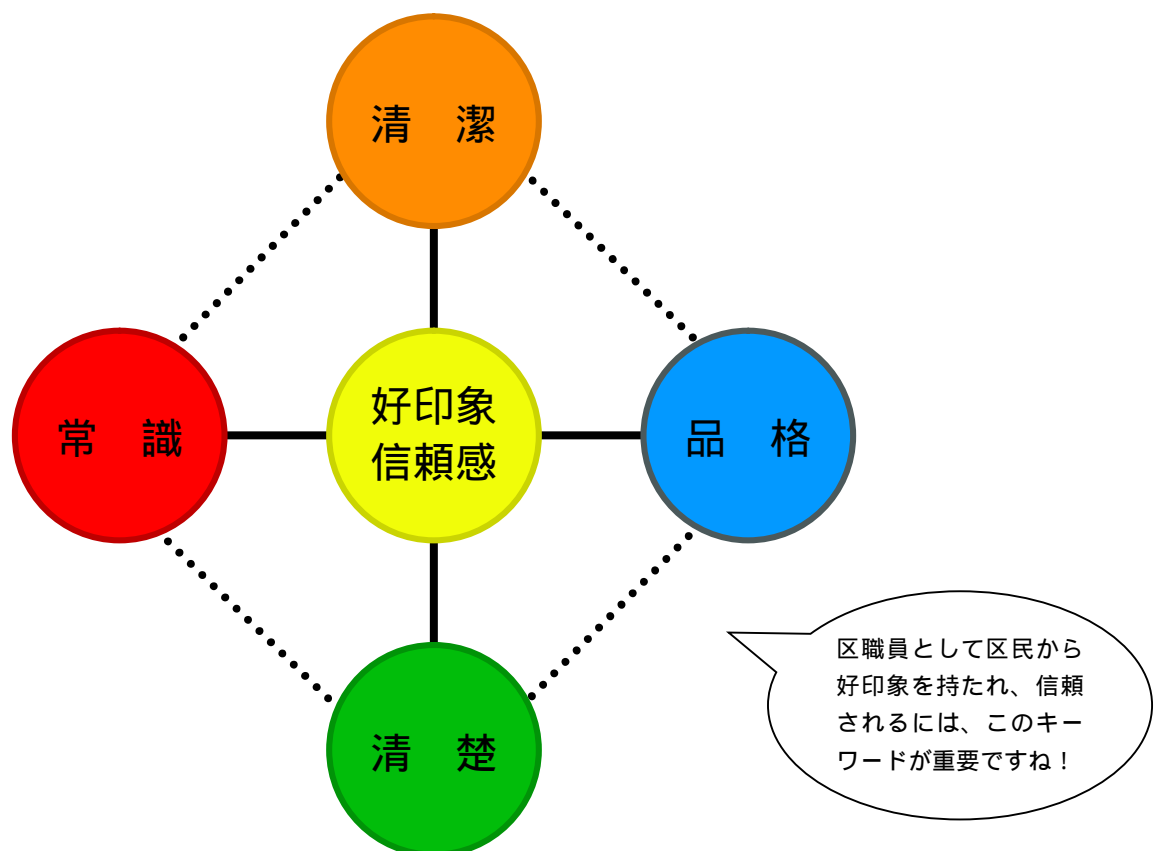 清　潔
常　識
好印象
信頼感
品　格
清　楚
区職員として区民から
好印象を持たれ、信頼
されるには、このキー
ワードが重要ですね！